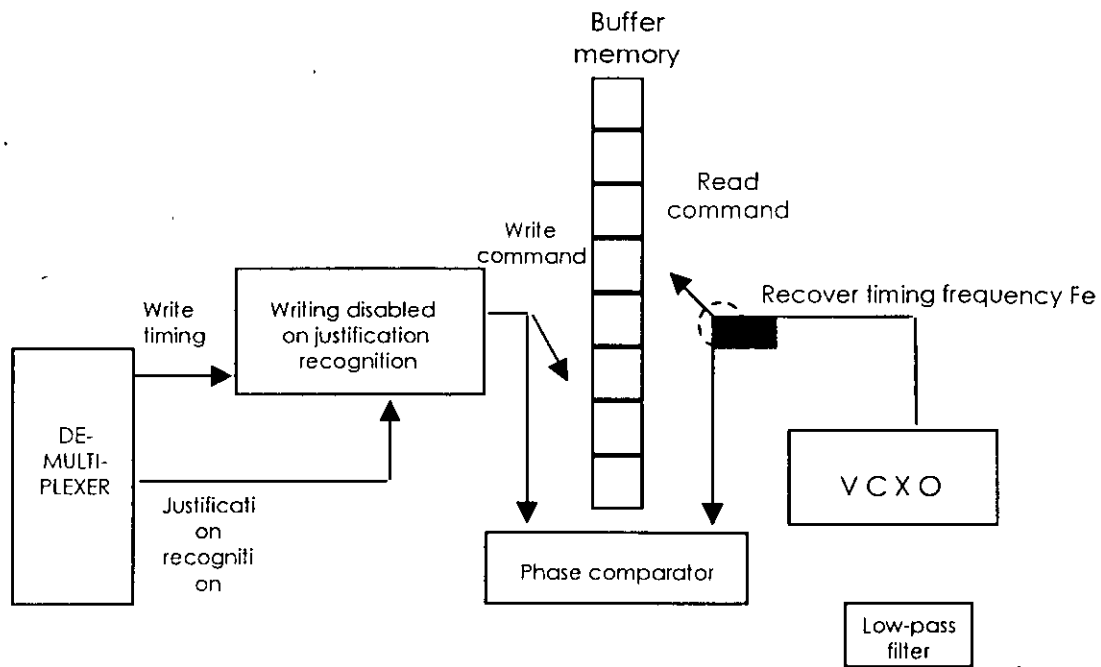 Buffer
memory
Read
command
Write
command
Recover timing frequency Fe
Write
timing
Writing disabled
on justification
recognition
DE-
MULTI-
PLEXER
Justificati
on
recogniti
on
V C X O
Phase comparator
Low-pass
filter